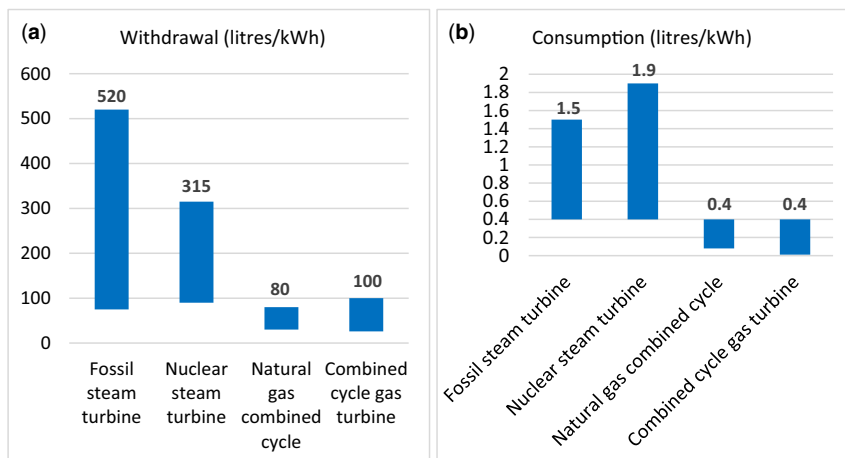 (a)
Withdrawal (litres/kWh)
600
500
400
300
200
100
0
520
315
80
100
Fossil
steam
turbine
Nuclear
steam
turbine
Natural
gas
combined
cycle
Combined
cycle gas
turbine
(b)
Consumption (litres/kWh)
2
1.8
1.6
1.4
1.2
1
0.8
0.6
0.4
0.2
0
1.5
1.9
0.4
0.4
Fossil steam turbine
Nuclear steam turbine
Natural gas combined cycle
Combined cycle gas turbine